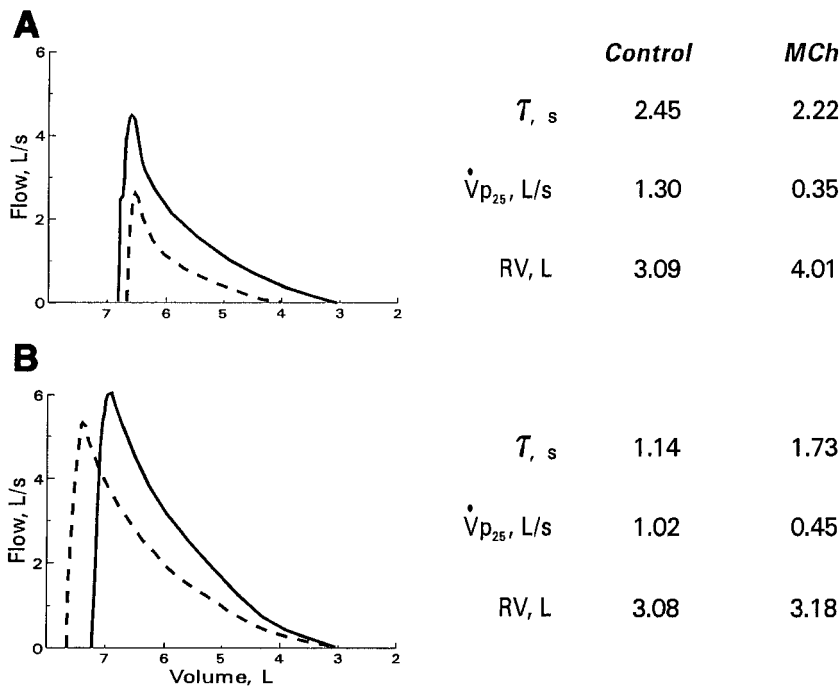 A
Control MCh
6
4
2
0
Flow, L/s
7 6 5 4 3 2
τ, s 2.45 2.22
V̇p₂₅, L/s 1.30 0.35
RV, L 3.09 4.01
B
6
4
2
0
Flow, L/s
7 6 5 4 3 2
Volume, L
τ, s 1.14 1.73
V̇p₂₅, L/s 1.02 0.45
RV, L 3.08 3.18